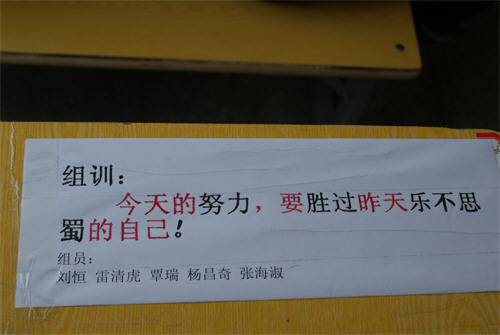 组训：
今天的努力，要胜过昨天乐不思
蜀的自己！
组员：
刘恒 雷清虎 覃瑞 杨昌奇 张海淑